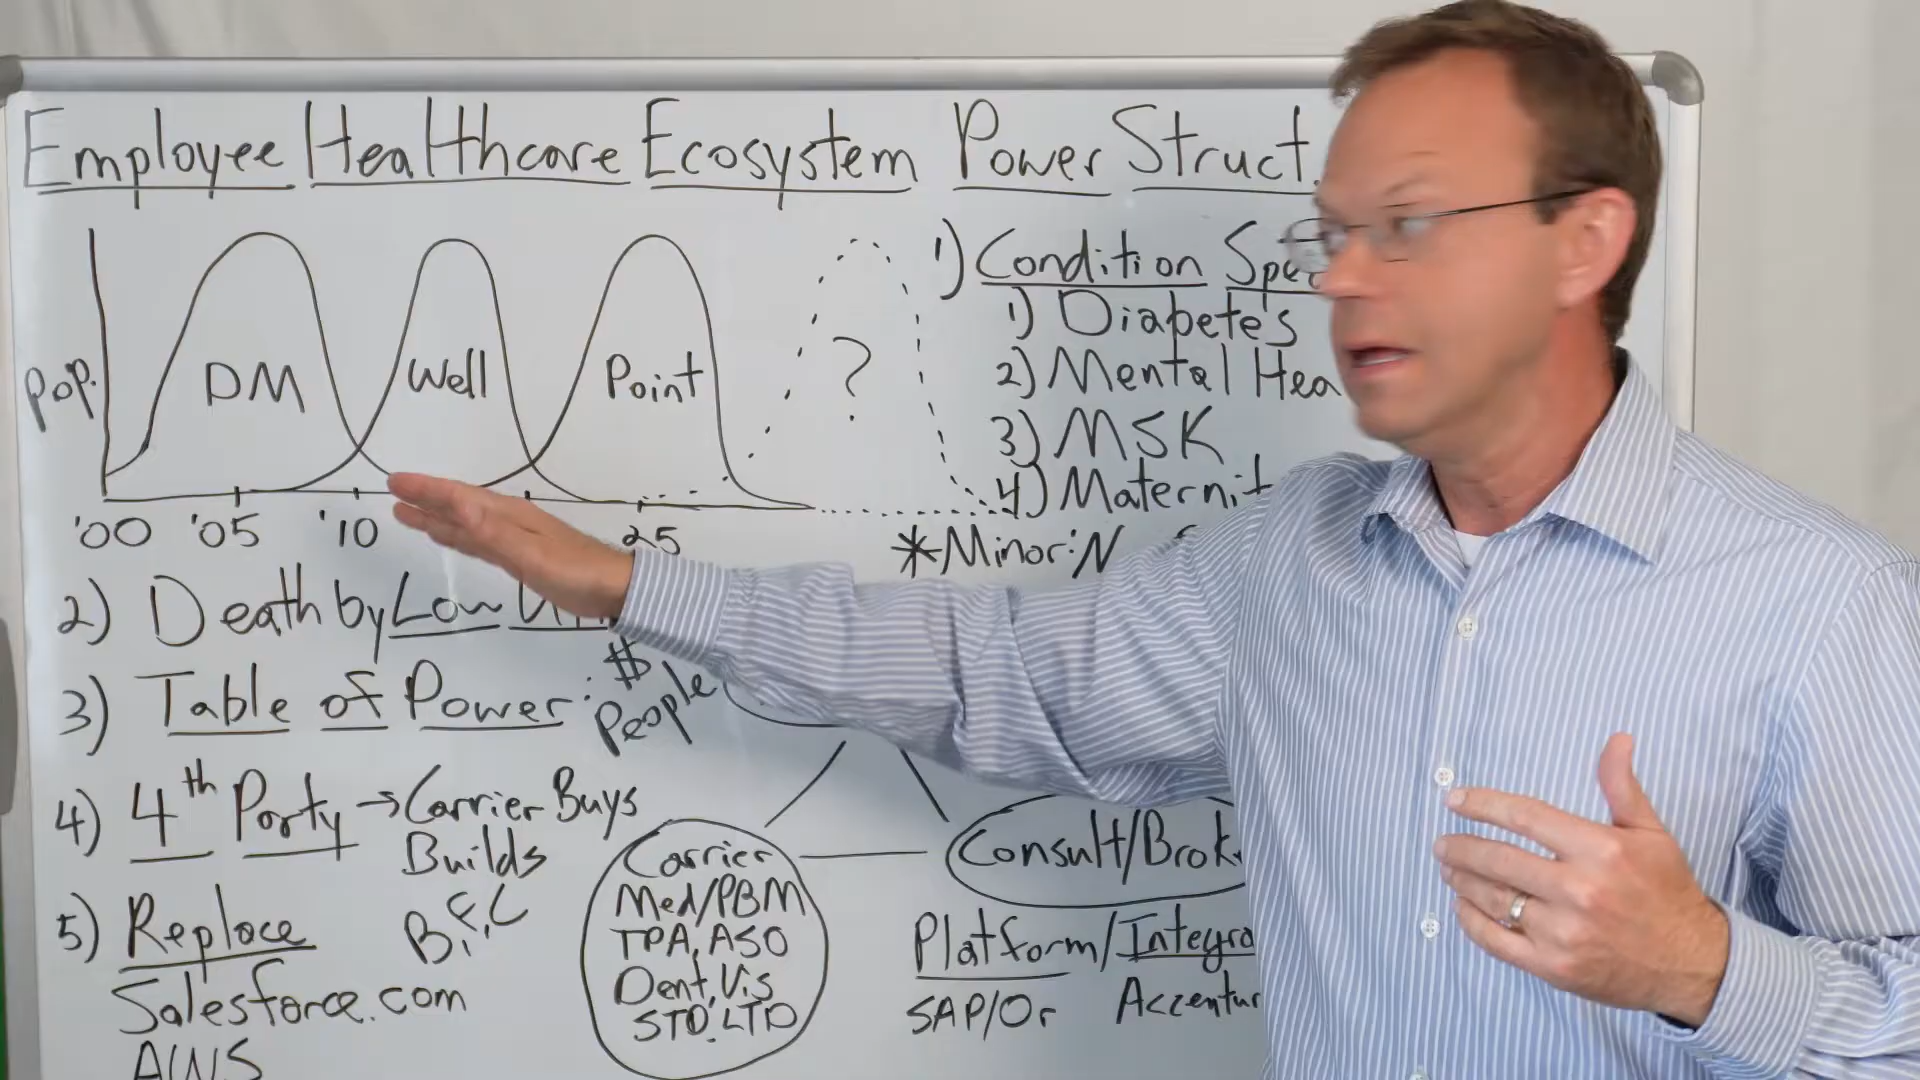 Employee Healthcare Ecosystem Power Struct.
pop.
DM
Well
Point
?
'00 '05 '10 25
1) Condition Spe
1) Diabetes
2) Mental Hea
3) MSK
4) Maternit
*Minor: N
2) Death by Low
3) Table of Power: $
People
4) 4th Party → Carrier Buys
Builds
B, F, C
5) Replace
Salesforce.com
AWS
Carrier
Med/PBM
TPA, ASO
Dent, Vis
STD, LTD
Consult/Brok
Platform/Integra
SAP/Or Accentur